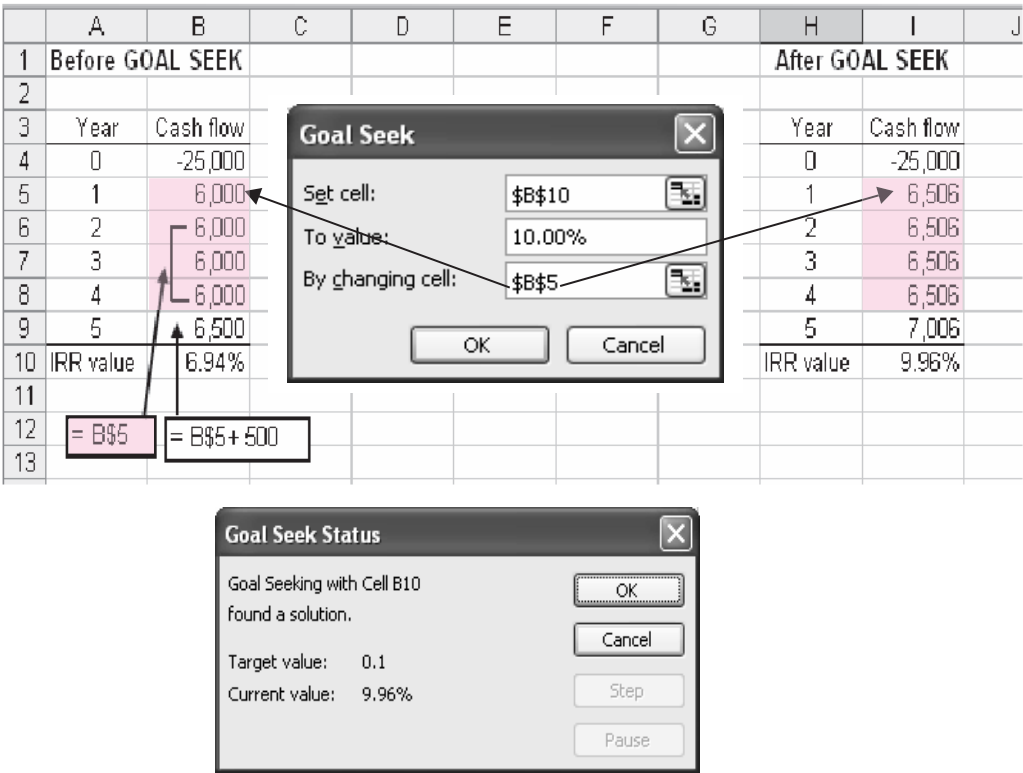 A B C D E F G H I J
1 Before GOAL SEEK After GOAL SEEK
2
3 Year Cash flow Year Cash flow
4 0 -25,000 0 -25,000
5 1 6,000 1 6,506
6 2 6,000 2 6,506
7 3 6,000 3 6,506
8 4 6,000 4 6,506
9 5 6,500 5 7,006
10 IRR value 6.94% IRR value 9.96%
11
12 = B$5 = B$5+500
13
Goal Seek
Set cell: $B$10
To value: 10.00%
By changing cell: $B$5
OK Cancel
Goal Seek Status
Goal Seeking with Cell B10
found a solution.
Target value: 0.1
Current value: 9.96%
OK
Cancel
Step
Pause